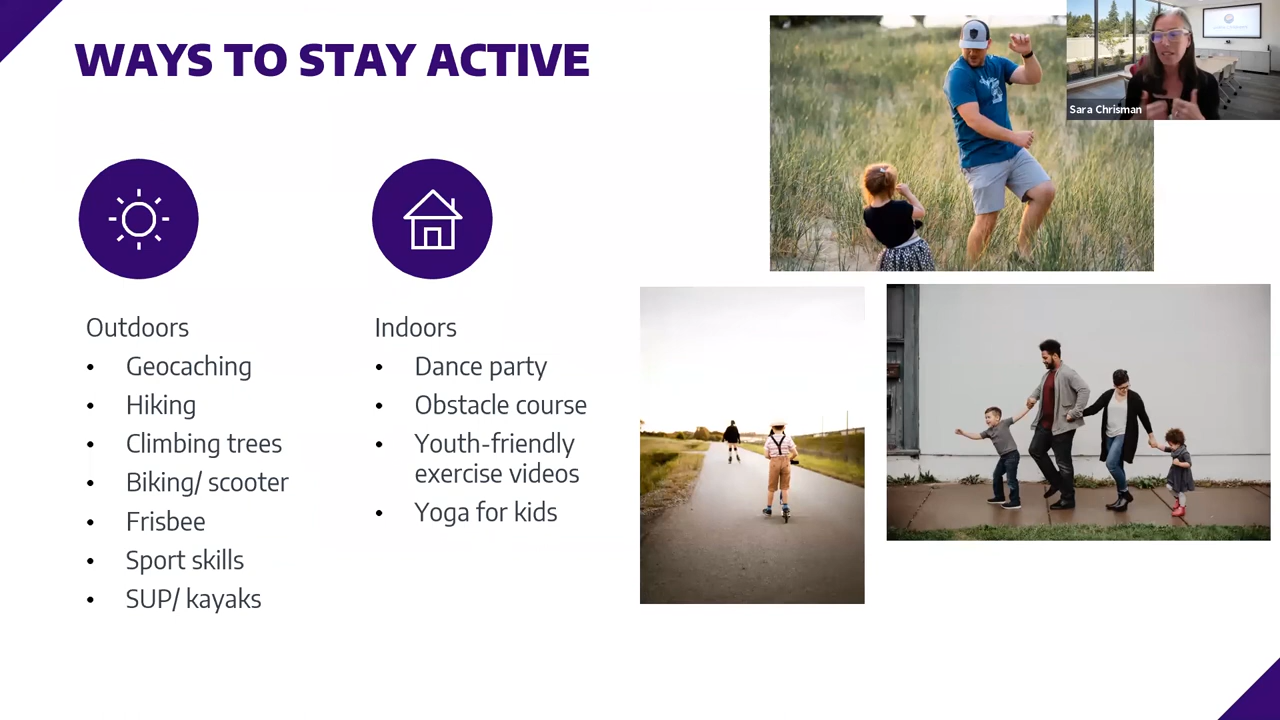 WAYS TO STAY ACTIVE
Sara Chrisman
Outdoors
• Geocaching
• Hiking
• Climbing trees
• Biking/ scooter
• Frisbee
• Sport skills
• SUP/ kayaks
Indoors
• Dance party
• Obstacle course
• Youth-friendly
exercise videos
• Yoga for kids